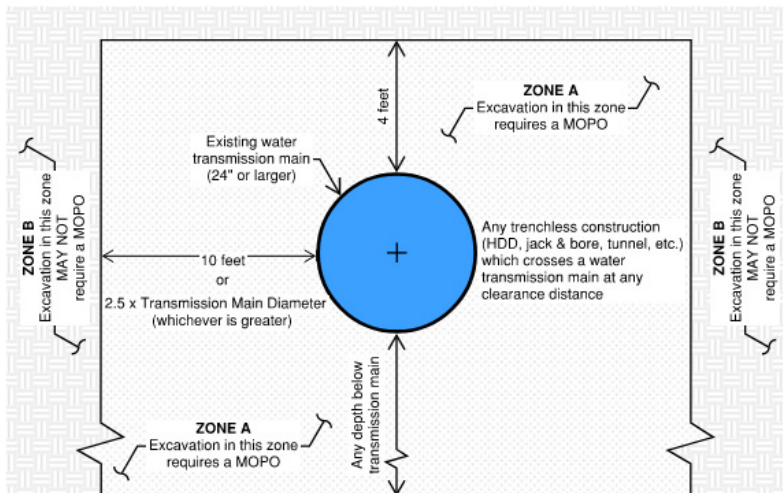 ZONE A
Excavation in this zone
requires a MOPO
4 feet
Existing water
transmission main
(24" or larger)
ZONE B
Excavation in this zone
MAY NOT
require a MOPO
10 feet
or
2.5 x Transmission Main Diameter
(whichever is greater)
Any trenchless construction
(HDD, jack & bore, tunnel, etc.)
which crosses a water
transmission main at any
clearance distance
ZONE B
Excavation in this zone
MAY NOT
require a MOPO
ZONE A
Excavation in this zone
requires a MOPO
Any depth below
transmission main